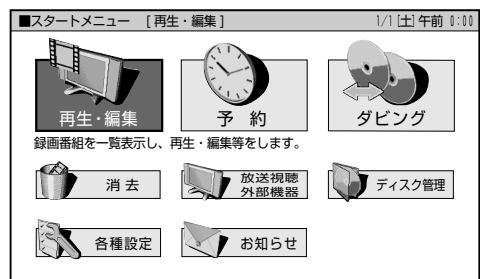 ■スタートメニュー [再生・編集] 1/1[土]午前 0:00
再生・編集 予約 ダビング
録画番組を一覧表示し、再生・編集等をします。
消去 放送視聴 外部機器 ディスク管理
各種設定 お知らせ